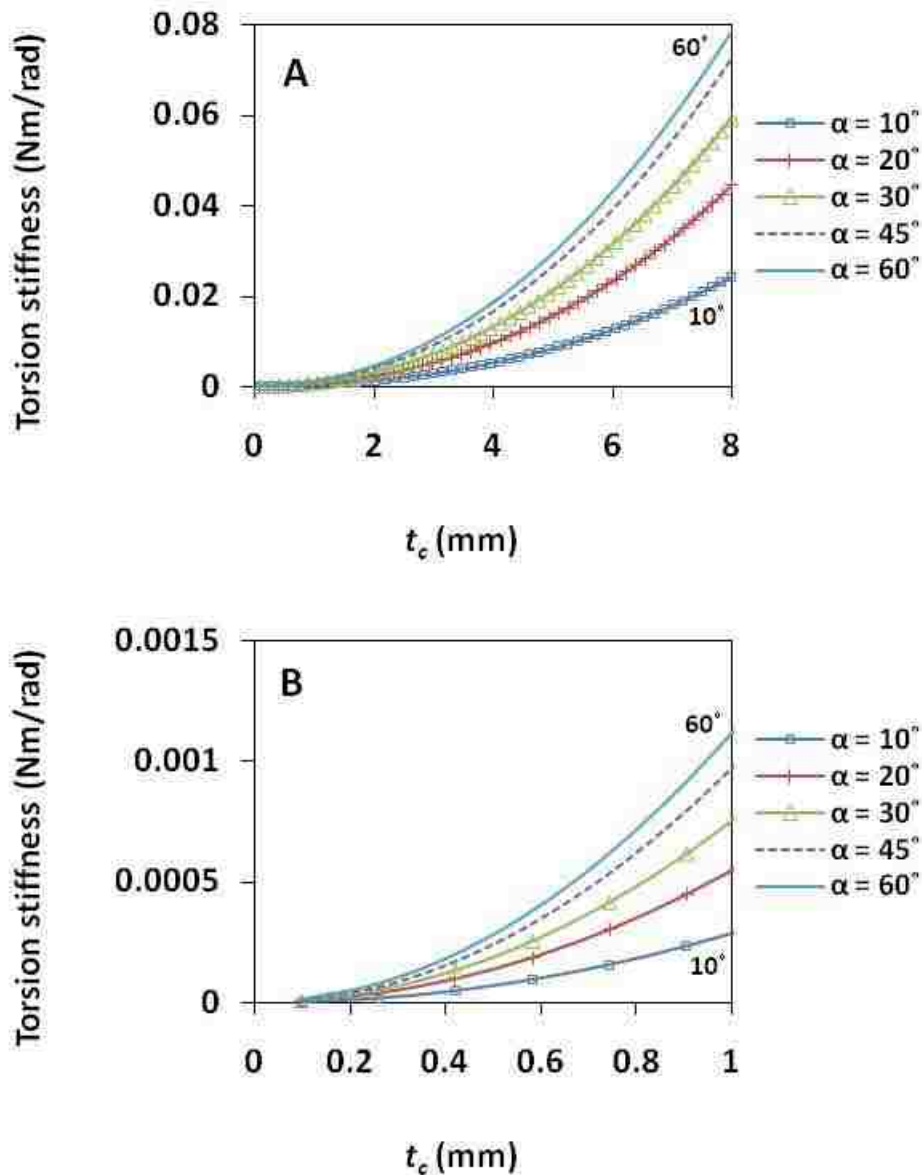 Torsion stiffness (Nm/rad)
A
0.08
0.06
0.04
0.02
0
0 2 4 6 8
60°
10°
α = 10°
α = 20°
α = 30°
α = 45°
α = 60°
t_c (mm)
Torsion stiffness (Nm/rad)
B
0.0015
0.001
0.0005
0
0 0.2 0.4 0.6 0.8 1
60°
10°
α = 10°
α = 20°
α = 30°
α = 45°
α = 60°
t_c (mm)